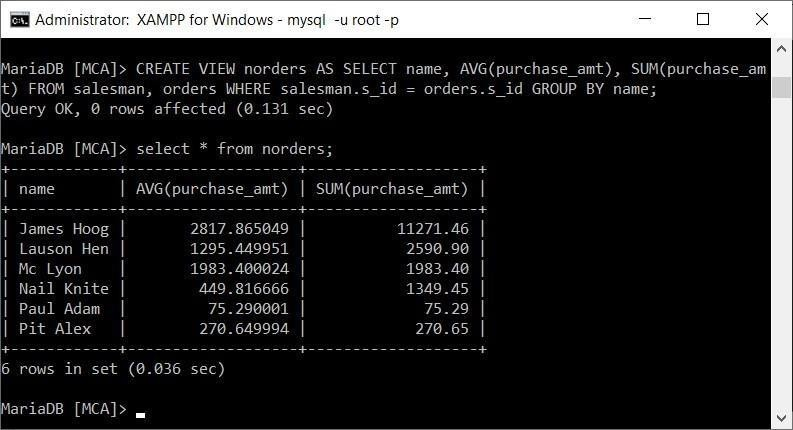 Administrator: XAMPP for Windows - mysql -u root -p
MariaDB [MCA]> CREATE VIEW norders AS SELECT name, AVG(purchase_amt), SUM(purchase_am
t) FROM salesman, orders WHERE salesman.s_id = orders.s_id GROUP BY name;
Query OK, 0 rows affected (0.131 sec)
MariaDB [MCA]> select * from norders;
+------------+-------------------+-------------------+
| name       | AVG(purchase_amt) | SUM(purchase_amt) |
+------------+-------------------+-------------------+
| James Hoog |       2817.865049 |          11271.46 |
| Lauson Hen |       1295.449951 |           2590.90 |
| Mc Lyon    |       1983.400024 |           1983.40 |
| Nail Knite |        449.816666 |           1349.45 |
| Paul Adam  |         75.290001 |             75.29 |
| Pit Alex   |        270.649994 |            270.65 |
+------------+-------------------+-------------------+
6 rows in set (0.036 sec)
MariaDB [MCA]>